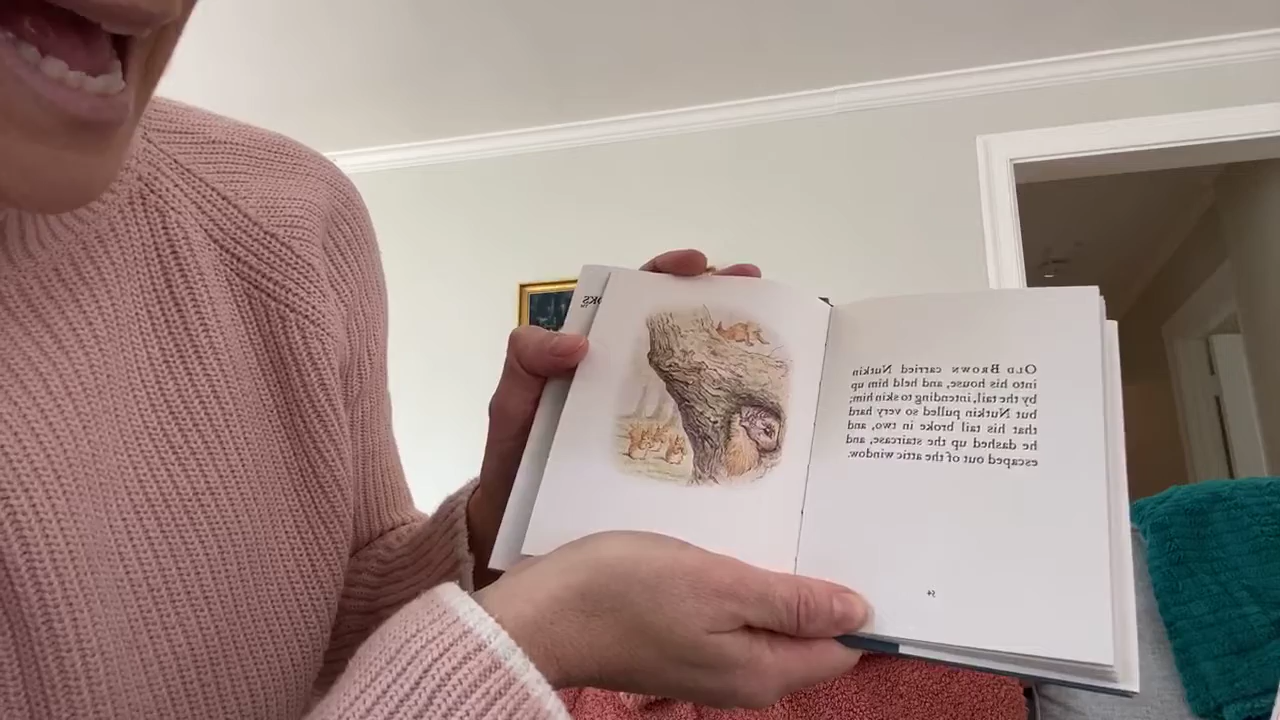 OKS
OLD BROWN carried Nutkin
into his house, and held him up
by the tail, intending to skin him;
but Nutkin pulled so very hard
that his tail broke in two, and
he dashed up the staircase, and
escaped out of the attic window.
54